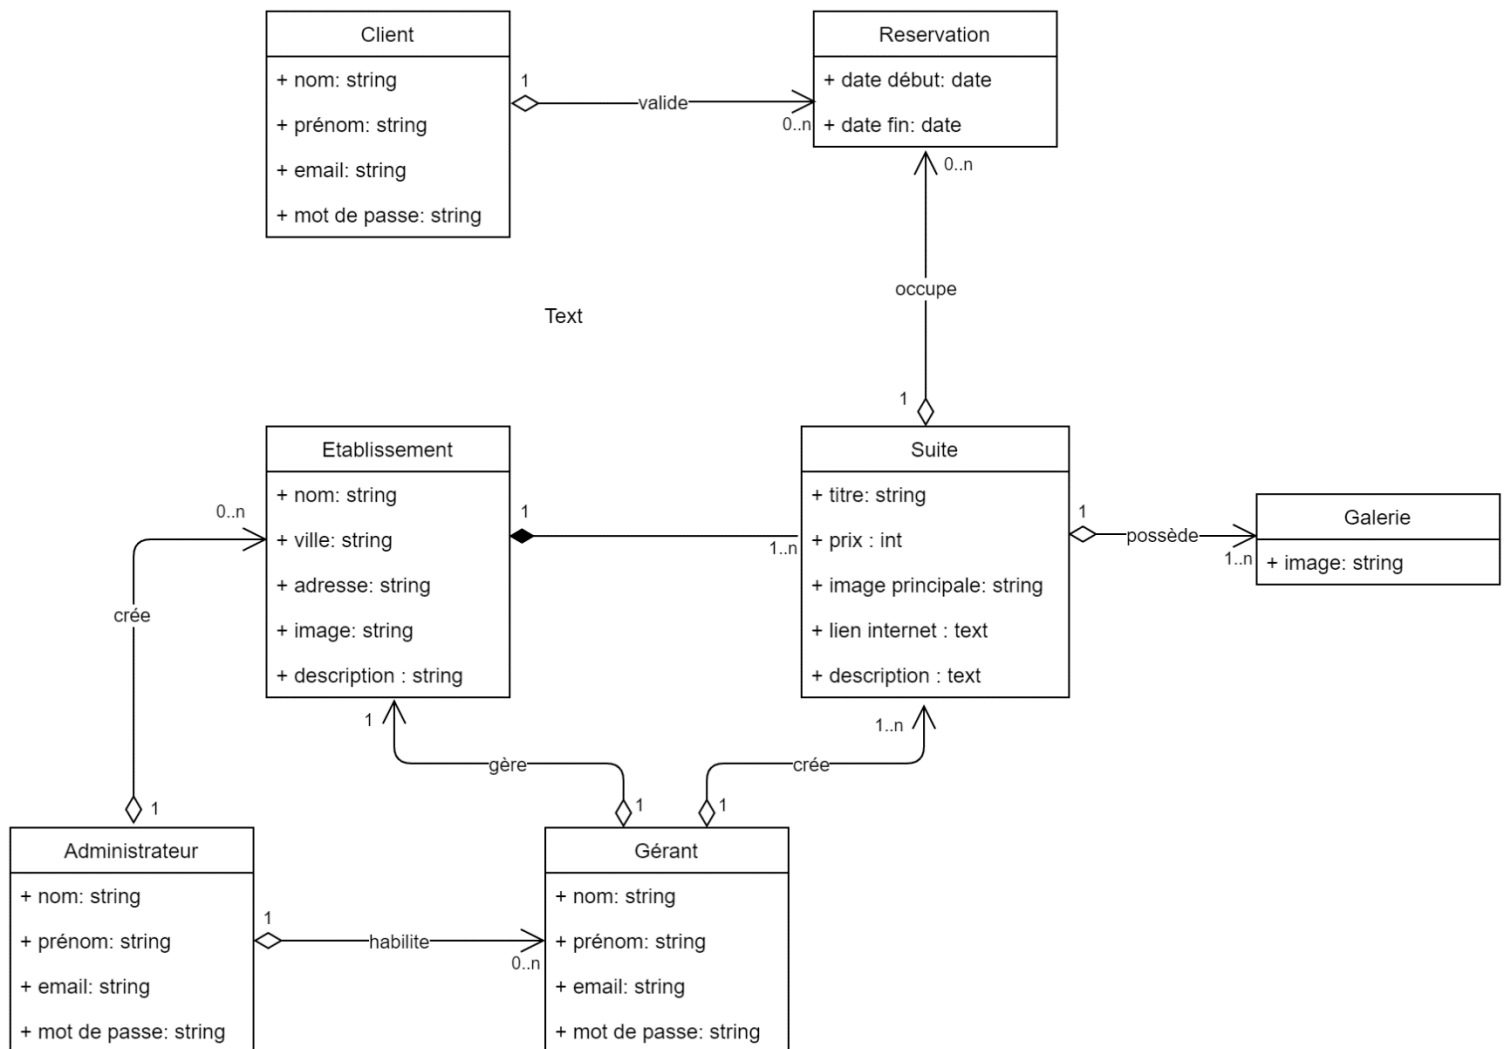 Client
+ nom: string
+ prénom: string
+ email: string
+ mot de passe: string
1
valide
0..n
Reservation
+ date début: date
+ date fin: date
0..n
occupe
1
Text
Etablissement
+ nom: string
+ ville: string
+ adresse: string
+ image: string
+ description : string
1
1..n
Suite
+ titre: string
+ prix : int
+ image principale: string
+ lien internet : text
+ description : text
1
possède
1..n
Galerie
+ image: string
0..n
crée
1
1
gère
1
1..n
crée
1
Administrateur
+ nom: string
+ prénom: string
+ email: string
+ mot de passe: string
1
habilite
0..n
Gérant
+ nom: string
+ prénom: string
+ email: string
+ mot de passe: string